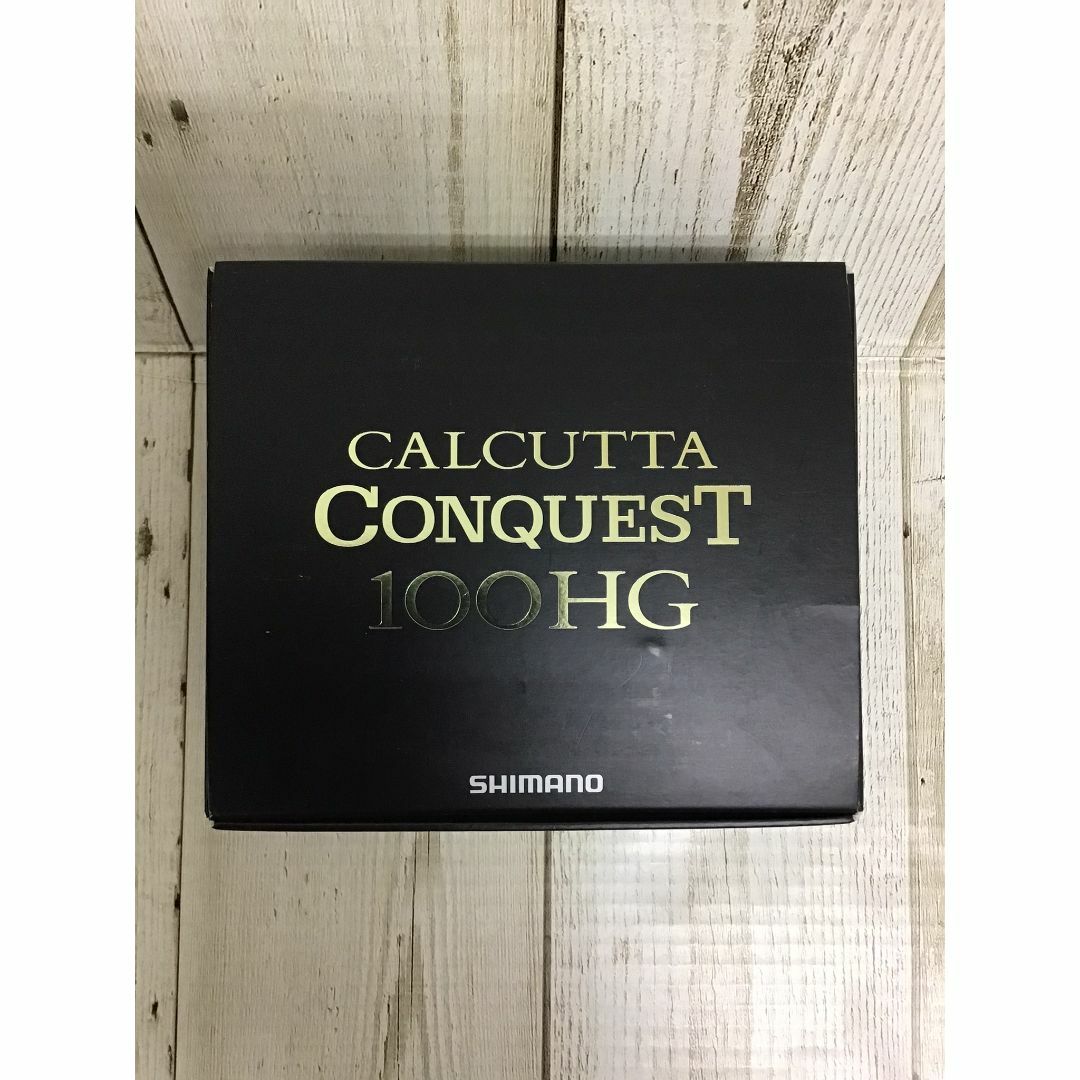 CALCUTTA
CONQUEST
100HG
SHIMANO